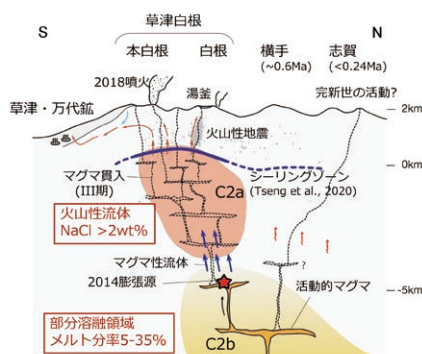 S
N
草津白根
本白根
白根
横手
(~0.6Ma)
志賀
(<0.24Ma)
2018噴火
湯釜
完新世の活動?
草津・万代鉱
2km
火山性地震
0km
マグマ貫入
(III期)
シーリングゾーン
(Tseng et al., 2020)
C2a
火山性流体
NaCl >2wt%
マグマ性流体
?
2014膨張源
活動的マグマ
-5km
部分溶融領域
メルト分率5-35%
C2b